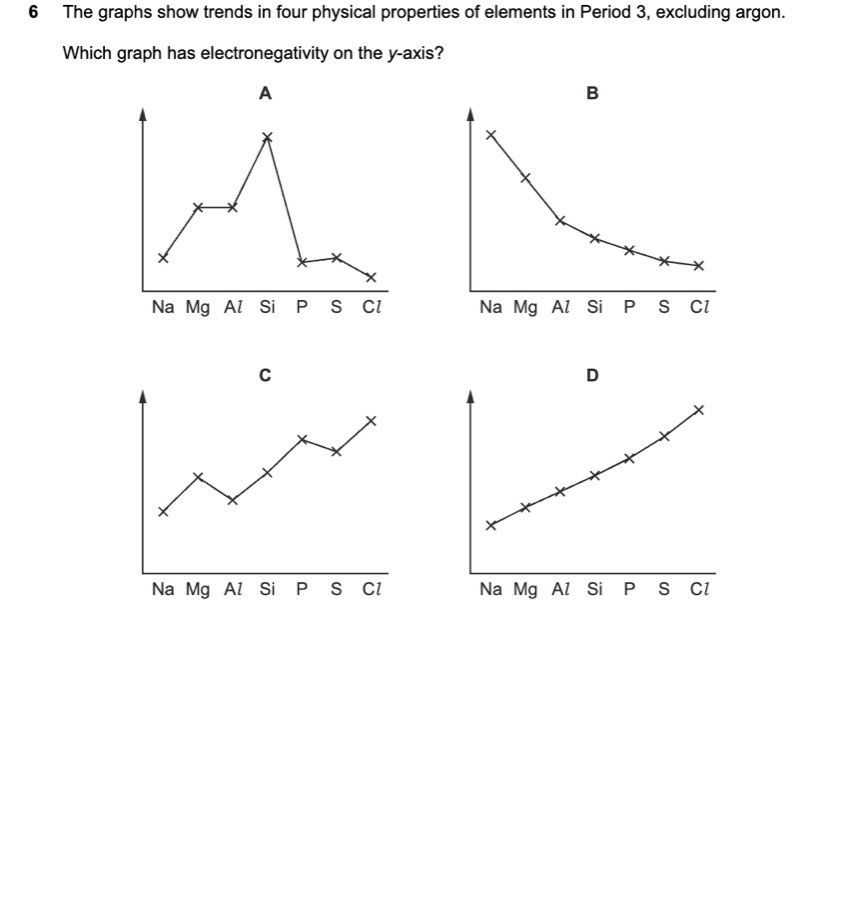 6 The graphs show trends in four physical properties of elements in Period 3, excluding argon.
Which graph has electronegativity on the y-axis?
A
Na Mg Al Si P S Cl
B
Na Mg Al Si P S Cl
C
Na Mg Al Si P S Cl
D
Na Mg Al Si P S Cl